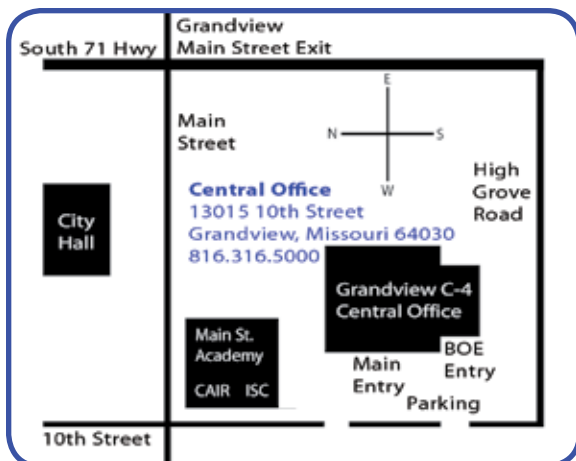 Grandview
South 71 Hwy Main Street Exit
E
Main
Street
N S
High
Grove
Road
W
Central Office
13015 10th Street
Grandview, Missouri 64030
816.316.5000
City
Hall
Grandview C-4
Central Office
Main St.
Academy
CAIR ISC
BOE
Entry
Main
Entry
Parking
10th Street